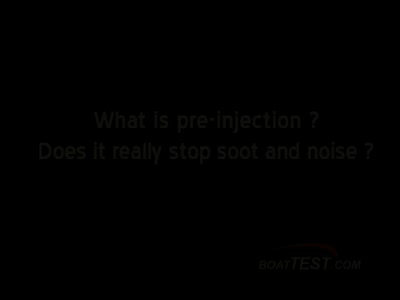 What is pre-injection ?
Does it really stop soot and noise ?
BOATTEST.COM